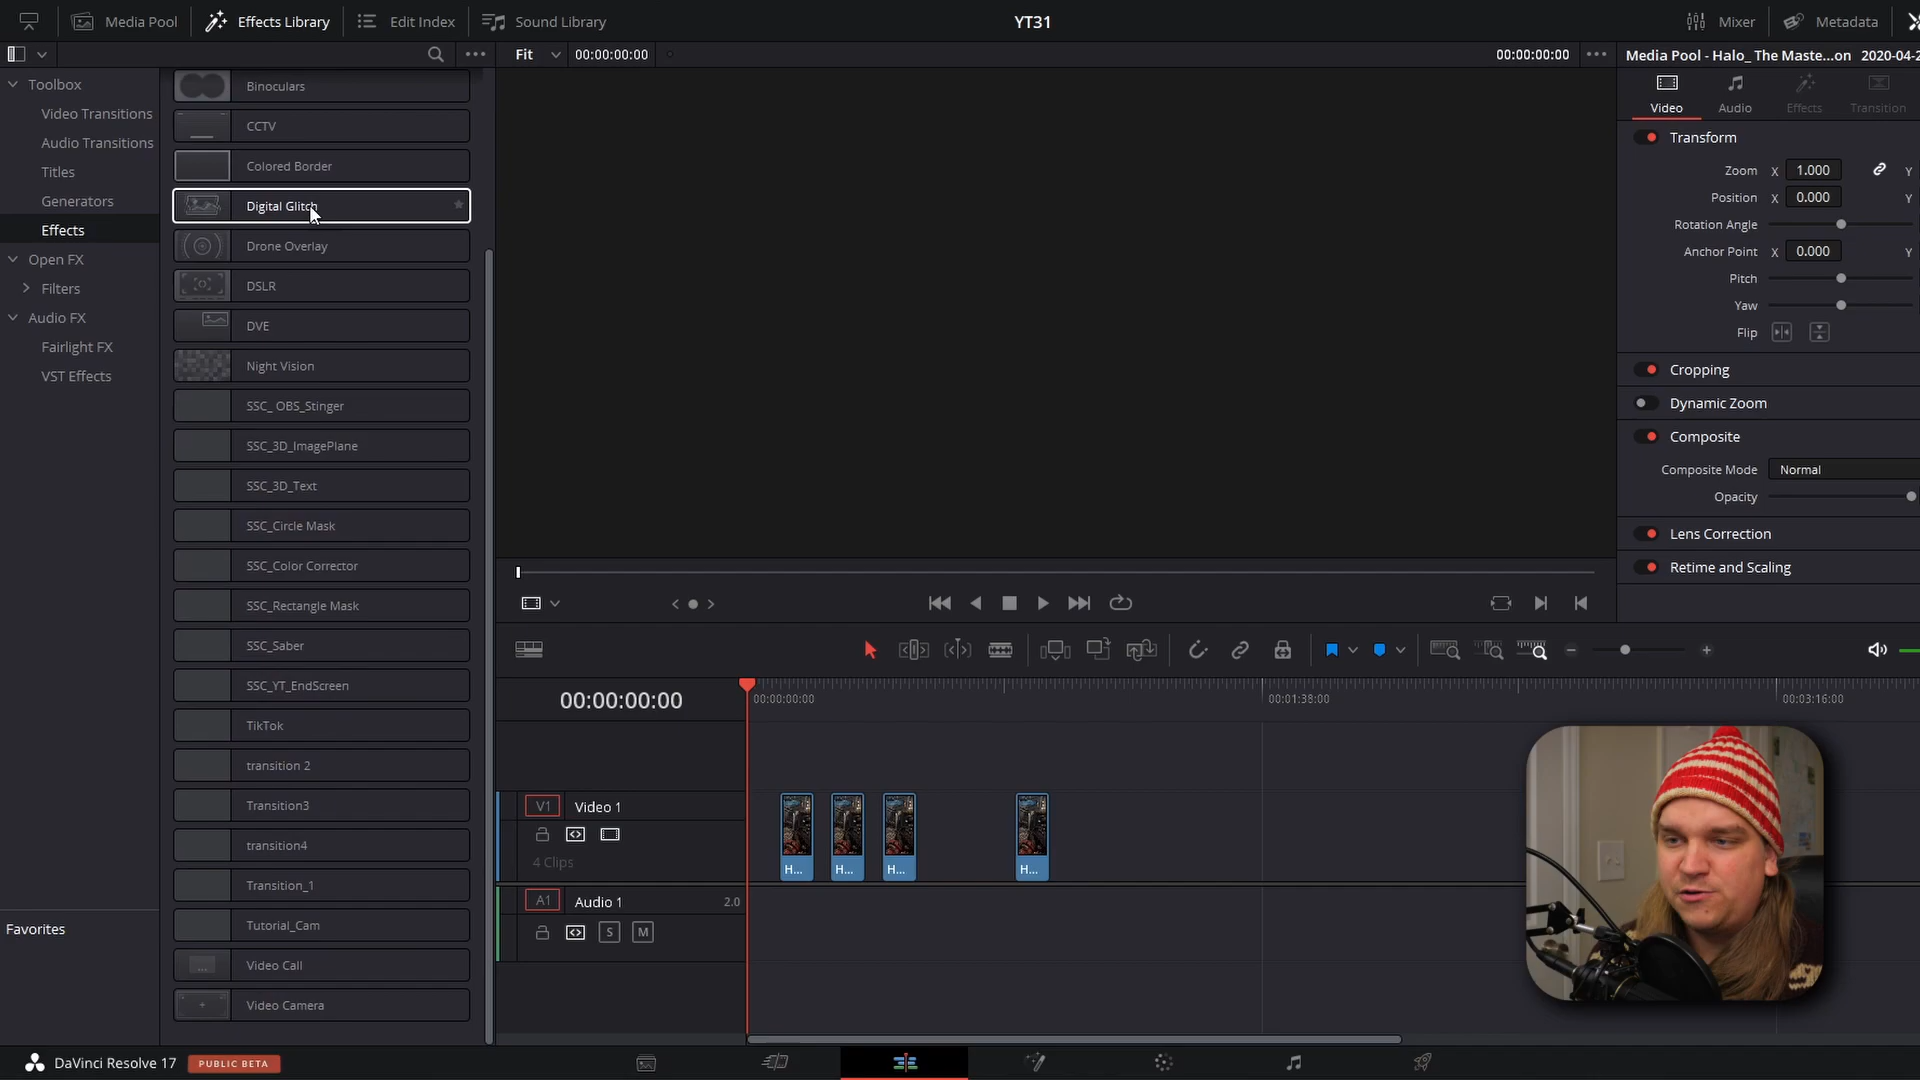 Media Pool
Effects Library
Edit Index
Sound Library
YT31
Mixer
Metadata
Fit
00:00:00:00
00:00:00:00
Media Pool - Halo_ The Maste...on 2020-04-2
Toolbox
Video Transitions
Audio Transitions
Titles
Generators
Effects
Open FX
Filters
Audio FX
Fairlight FX
VST Effects
Favorites
Binoculars
CCTV
Colored Border
Digital Glitch
Drone Overlay
DSLR
DVE
Night Vision
SSC_ OBS_Stinger
SSC_3D_ImagePlane
SSC_3D_Text
SSC_Circle Mask
SSC_Color Corrector
SSC_Rectangle Mask
SSC_Saber
SSC_YT_EndScreen
TikTok
transition 2
Transition3
transition4
Transition_1
Tutorial_Cam
Video Call
Video Camera
Video
Audio
Effects
Transition
Transform
Zoom X 1.000 Y
Position X 0.000 Y
Rotation Angle
Anchor Point X 0.000 Y
Pitch
Yaw
Flip
Cropping
Dynamic Zoom
Composite
Composite Mode Normal
Opacity
Lens Correction
Retime and Scaling
00:00:00:00
00:00:00:00
00:01:38:00
00:03:16:00
V1 Video 1
4 Clips
H...
H...
H...
H...
A1 Audio 1 2.0
S M
DaVinci Resolve 17 PUBLIC BETA